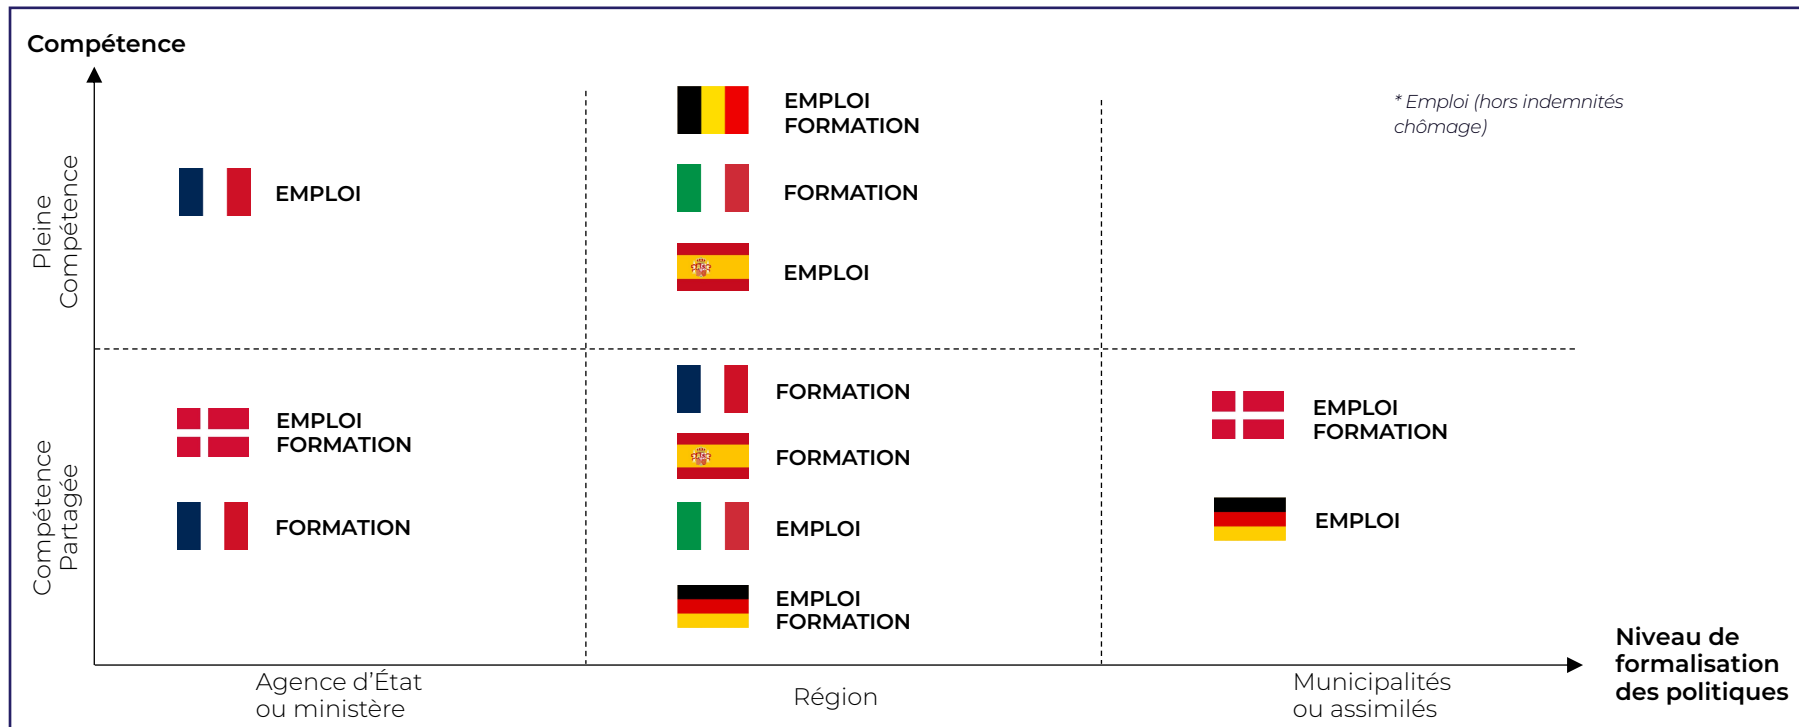 Compétence
* Emploi (hors indemnités
chômage)
Pleine
Compétence
EMPLOI
EMPLOI
FORMATION
FORMATION
EMPLOI
Compétence
Partagée
EMPLOI
FORMATION
FORMATION
FORMATION
FORMATION
EMPLOI
EMPLOI
FORMATION
EMPLOI
FORMATION
EMPLOI
Agence d’État
ou ministère
Région
Municipalités
ou assimilés
Niveau de
formalisation
des politiques